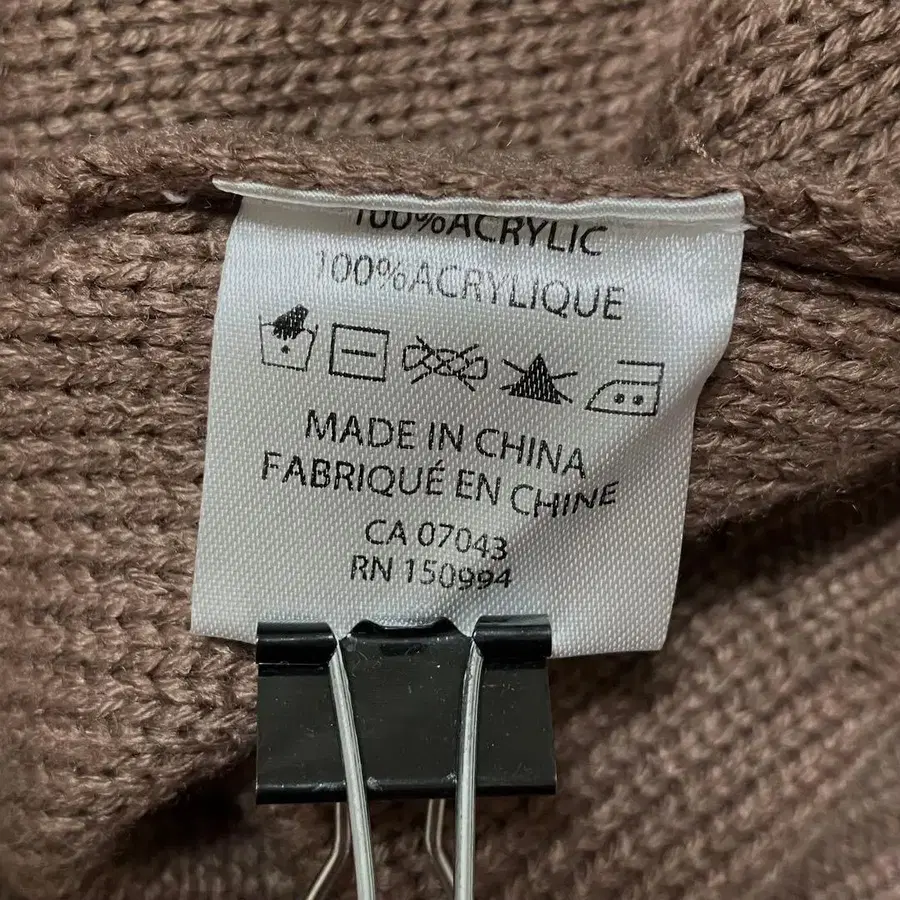 100%ACRYLIC
100%ACRYLIQUE
MADE IN CHINA
FABRIQUÉ EN CHINE
CA 07043
RN 150994